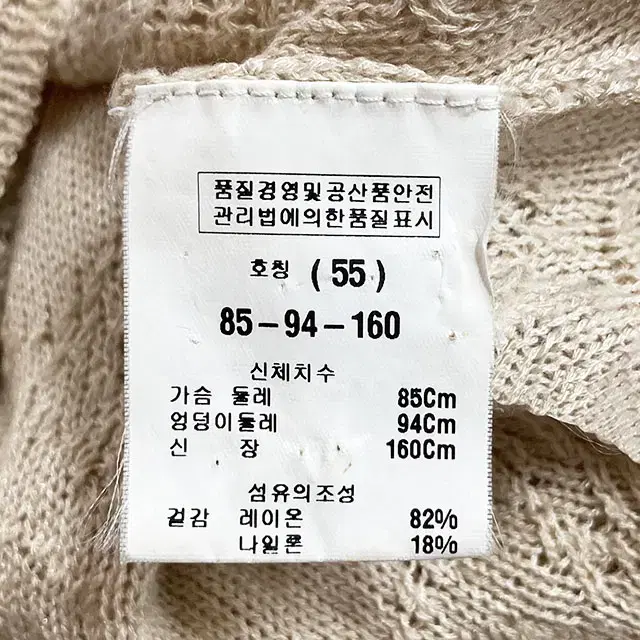 품질경영및공산품안전
관리법에의한품질표시
호칭 (55)
85-94-160
신체치수
가슴 둘레 85Cm
엉덩이둘레 94Cm
신 장 160Cm
섬유의조성
겉감 레이온 82%
나일론 18%